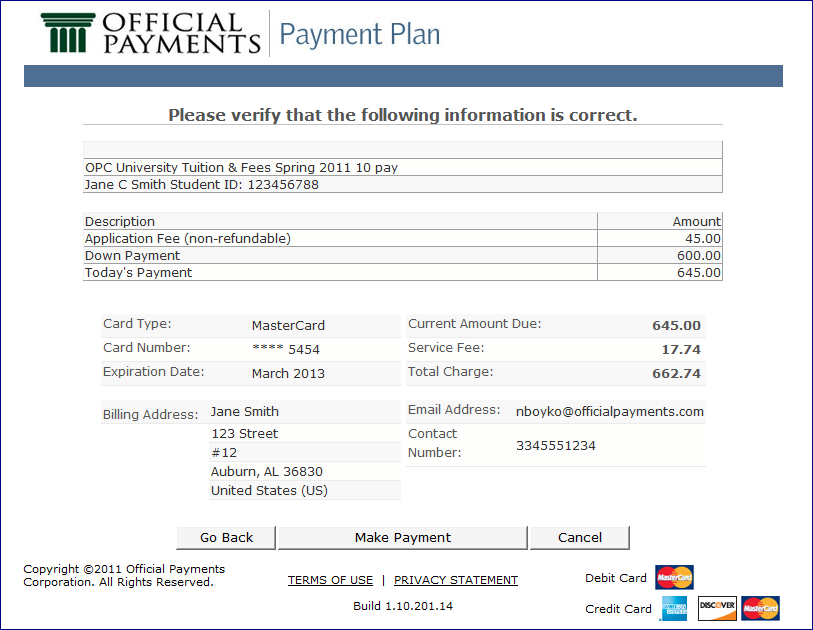 OFFICIAL PAYMENTS Payment Plan
Please verify that the following information is correct.
OPC University Tuition & Fees Spring 2011 10 pay
Jane C Smith Student ID: 123456788
Description Amount
Application Fee (non-refundable) 45.00
Down Payment 600.00
Today's Payment 645.00
Card Type: MasterCard
Card Number: **** 5454
Expiration Date: March 2013
Current Amount Due: 645.00
Service Fee: 17.74
Total Charge: 662.74
Billing Address: Jane Smith
123 Street
#12
Auburn, AL 36830
United States (US)
Email Address: nboyko@officialpayments.com
Contact
Number: 3345551234
Go Back Make Payment Cancel
Copyright ©2011 Official Payments
Corporation. All Rights Reserved.
TERMS OF USE | PRIVACY STATEMENT
Build 1.10.201.14
Debit Card MasterCard
Credit Card AMERICAN EXPRESS DISCOVER MasterCard